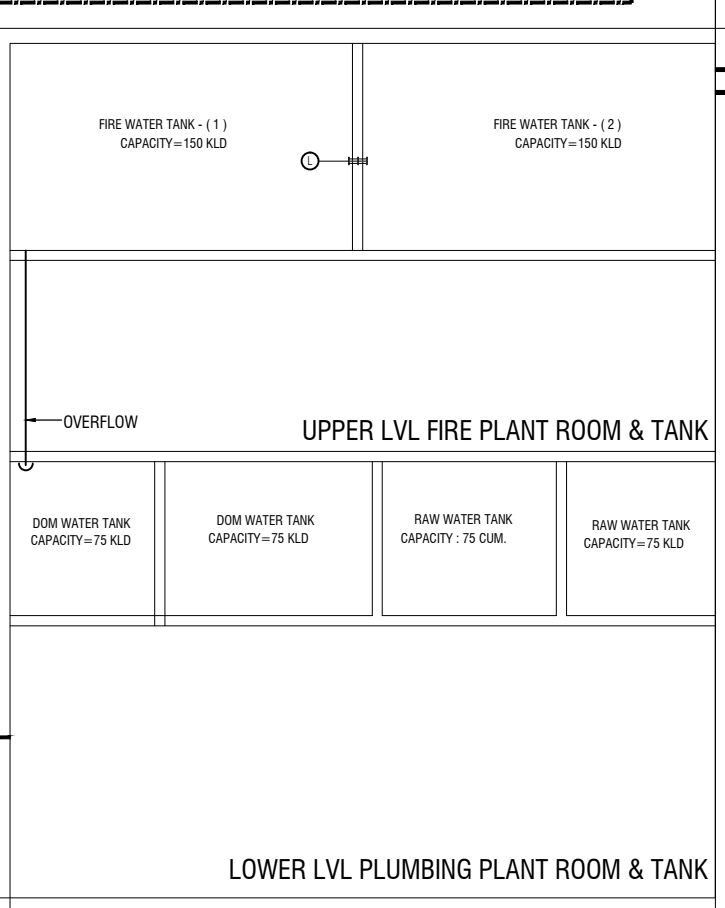 FIRE WATER TANK - ( 1 )
CAPACITY=150 KLD
FIRE WATER TANK - ( 2 )
CAPACITY=150 KLD
L
OVERFLOW
UPPER LVL FIRE PLANT ROOM & TANK
DOM WATER TANK
CAPACITY=75 KLD
DOM WATER TANK
CAPACITY=75 KLD
RAW WATER TANK
CAPACITY : 75 CUM.
RAW WATER TANK
CAPACITY=75 KLD
LOWER LVL PLUMBING PLANT ROOM & TANK